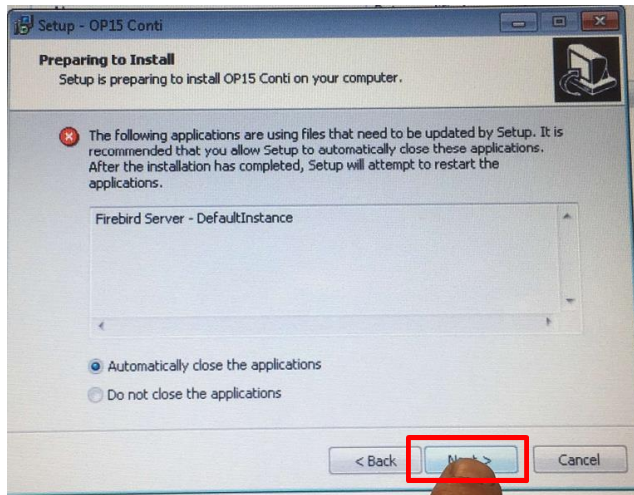 Setup - OP15 Conti
Preparing to Install
Setup is preparing to install OP15 Conti on your computer.
The following applications are using files that need to be updated by Setup. It is
recommended that you allow Setup to automatically close these applications.
After the installation has completed, Setup will attempt to restart the
applications.
Firebird Server - DefaultInstance
Automatically close the applications
Do not close the applications
< Back
Cancel